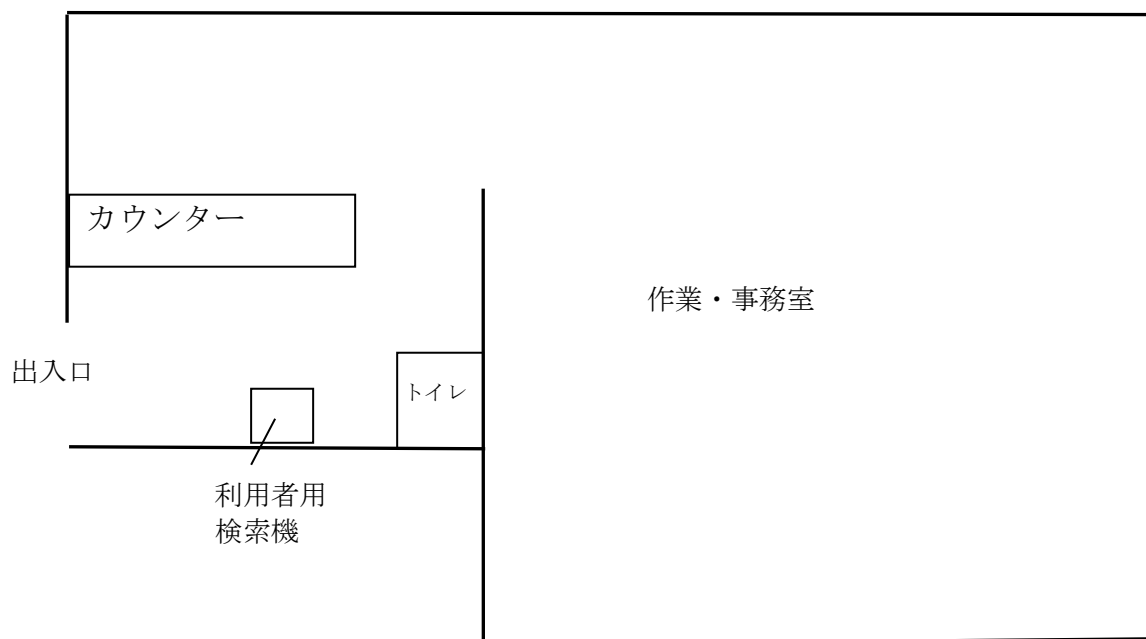 カウンター
作業・事務室
出入口
トイレ
利用者用
検索機